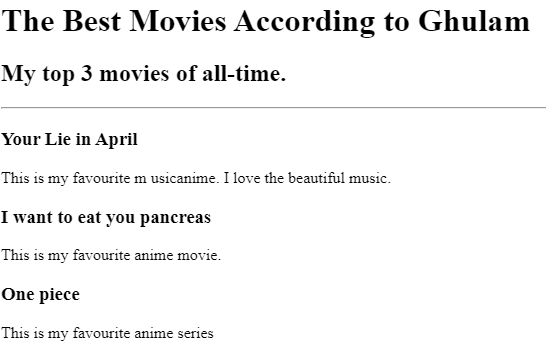 The Best Movies According to Ghulam
My top 3 movies of all-time.
Your Lie in April
This is my favourite m usicanime. I love the beautiful music.
I want to eat you pancreas
This is my favourite anime movie.
One piece
This is my favourite anime series